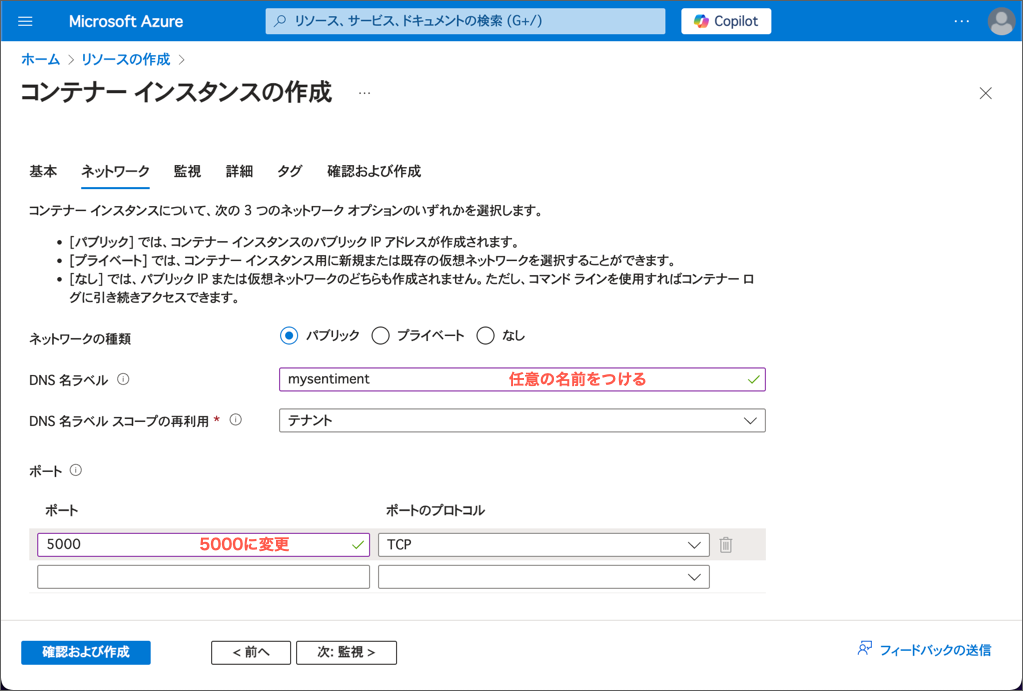 Microsoft Azure
リソース、サービス、ドキュメントの検索 (G+/)
Copilot
ホーム > リソースの作成 >
コンテナー インスタンスの作成 …
基本 ネットワーク 監視 詳細 タグ 確認および作成
コンテナー インスタンスについて、次の 3 つのネットワーク オプションのいずれかを選択します。
• [パブリック] では、コンテナー インスタンスのパブリック IP アドレスが作成されます。
• [プライベート] では、コンテナー インスタンス用に新規または既存の仮想ネットワークを選択することができます。
• [なし] では、パブリック IP または仮想ネットワークのどちらも作成されません。ただし、コマンド ラインを使用すればコンテナー ロ
グに引き続きアクセスできます。
ネットワークの種類 パブリック プライベート なし
DNS 名ラベル mysentiment 任意の名前をつける
DNS 名ラベル スコープの再利用 * テナント
ポート
ポート ポートのプロトコル
5000 5000に変更 TCP
確認および作成 < 前へ 次: 監視 > フィードバックの送信